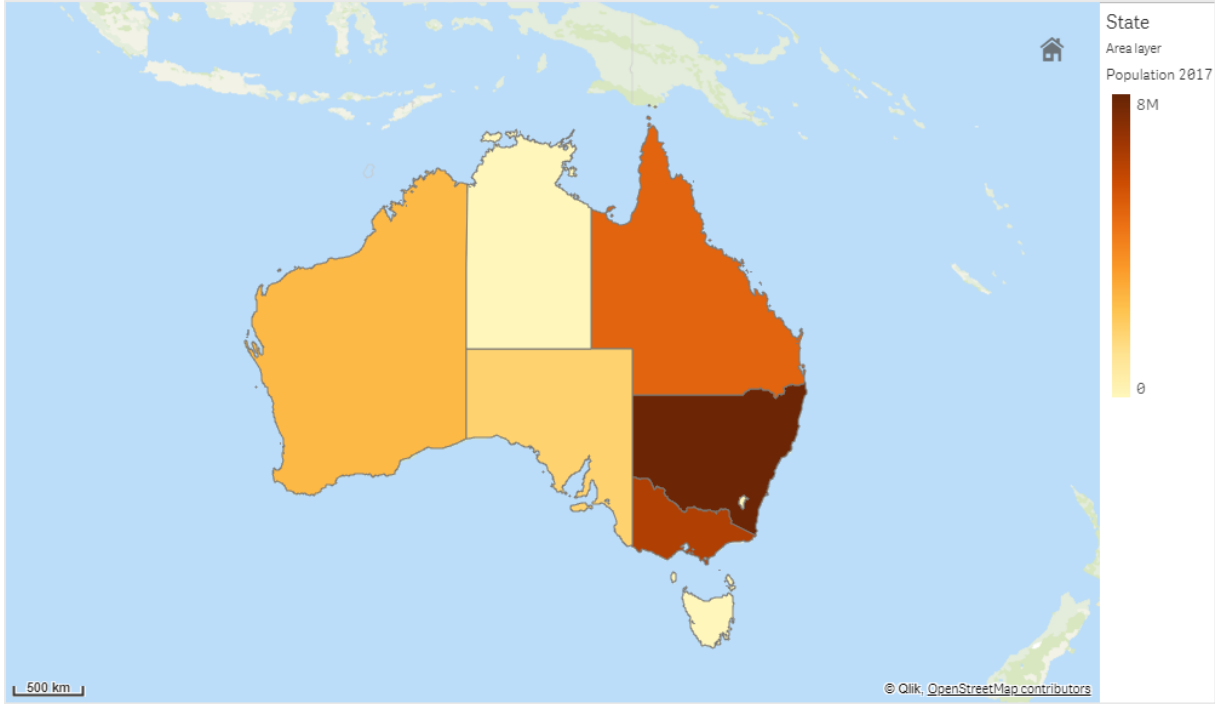 State
Area layer
Population 2017
8M
0
500 km
© Qlik, OpenStreetMap contributors